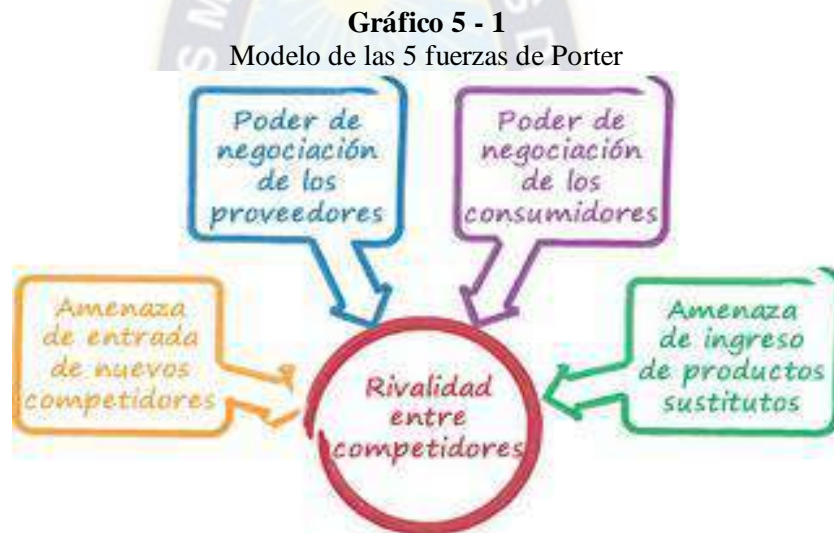 Gráfico 5 - 1
Modelo de las 5 fuerzas de Porter
Poder de
negociación
de los
proveedores
Poder de
negociación
de los
consumidores
Amenaza
de entrada
de nuevos
competidores
Rivalidad
entre
competidores
Amenaza
de ingreso
de productos
sustitutos